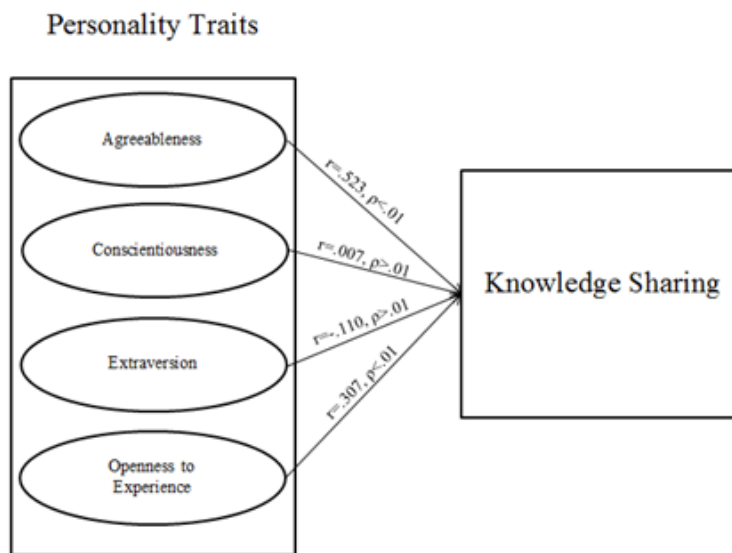 Personality Traits
Agreeableness
r=.523, ρ<.01
Conscientiousness
r=.007, ρ>.01
Knowledge Sharing
r=-.110, ρ>.01
Extraversion
r=.307, ρ<.01
Openness to
Experience